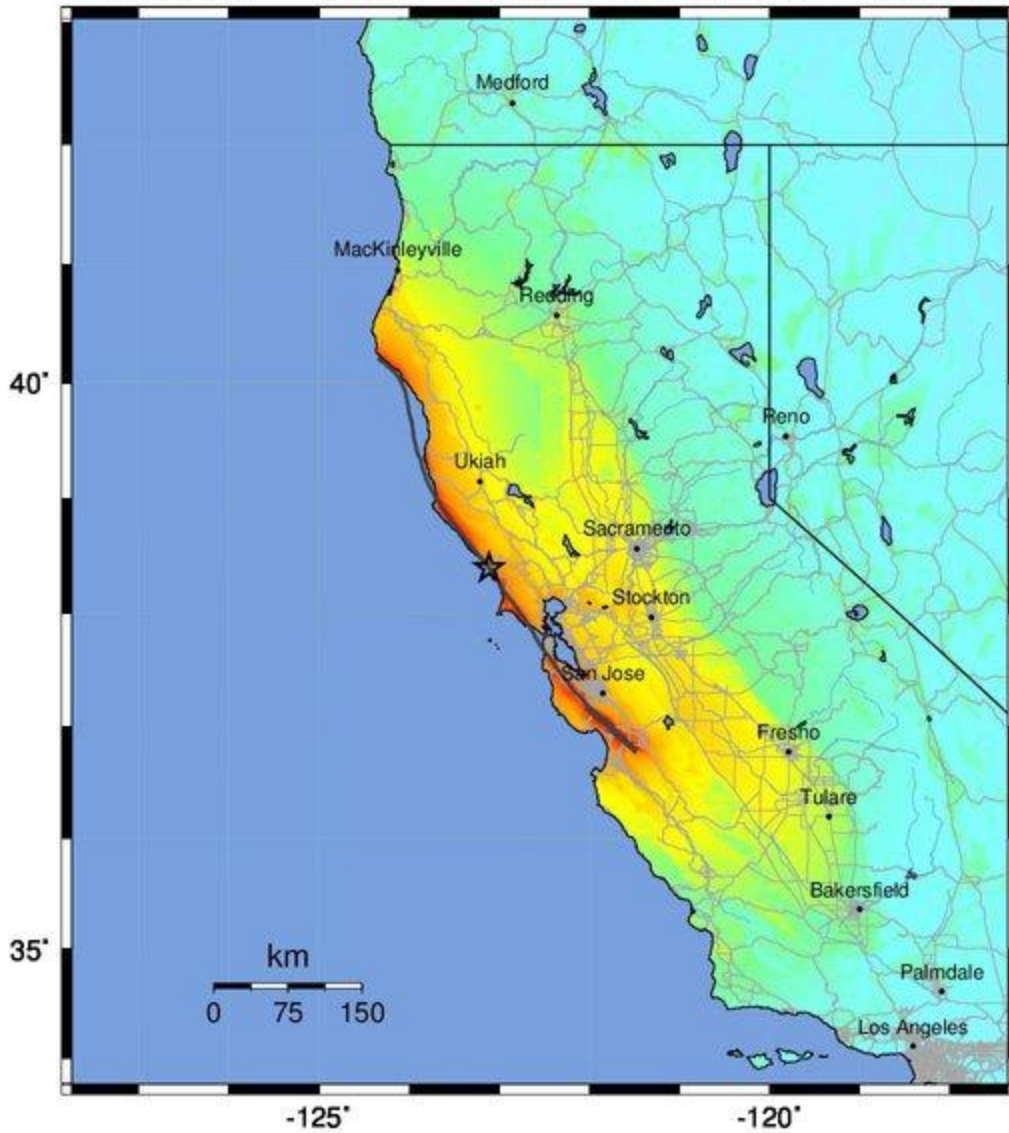 Medford
MacKinleyville
Redding
40°
Reno
Ukiah
Sacramento
Stockton
San Jose
Fresno
Tulare
Bakersfield
35°
km
0 75 150
Palmdale
Los Angeles
-125° -120°